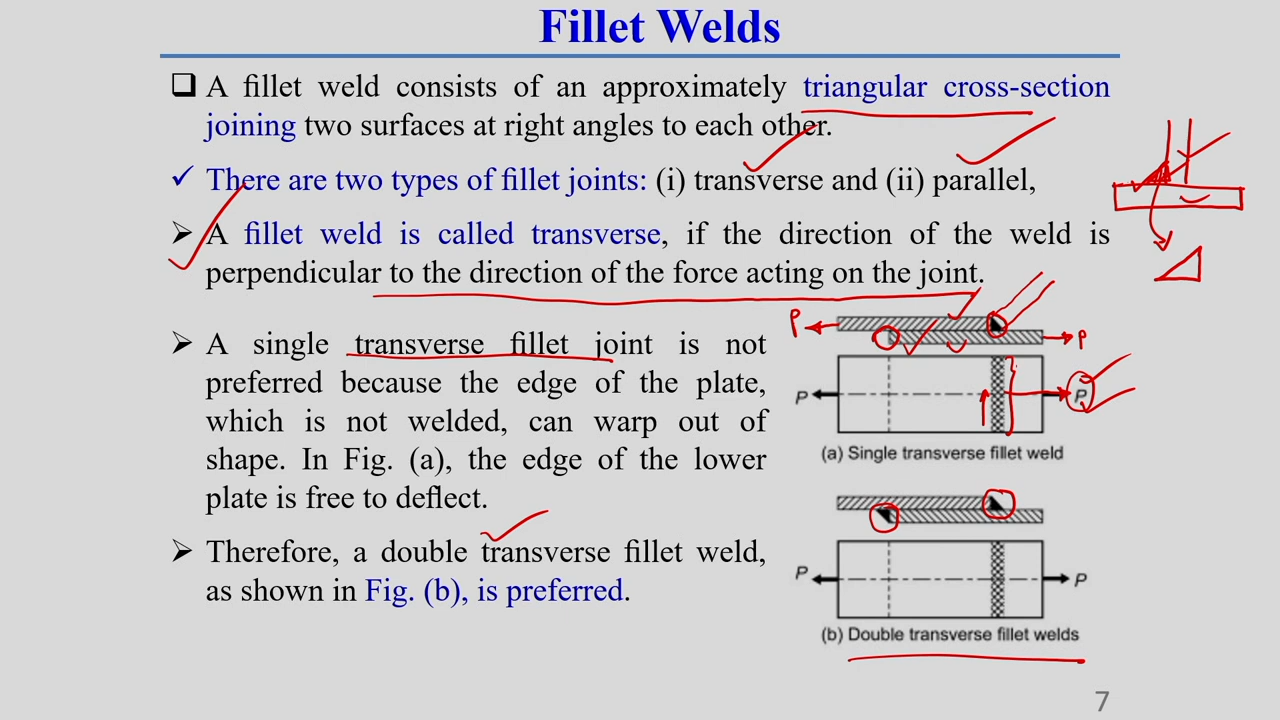 Fillet Welds
❑ A fillet weld consists of an approximately triangular cross-section
joining two surfaces at right angles to each other.
✓ There are two types of fillet joints: (i) transverse and (ii) parallel,
➢ A fillet weld is called transverse, if the direction of the weld is
perpendicular to the direction of the force acting on the joint.
➢ A single transverse fillet joint is not
preferred because the edge of the plate,
which is not welded, can warp out of
shape. In Fig. (a), the edge of the lower
plate is free to deflect.
➢ Therefore, a double transverse fillet weld,
as shown in Fig. (b), is preferred.
P
P
P
P
(a) Single transverse fillet weld
P
P
(b) Double transverse fillet welds
7